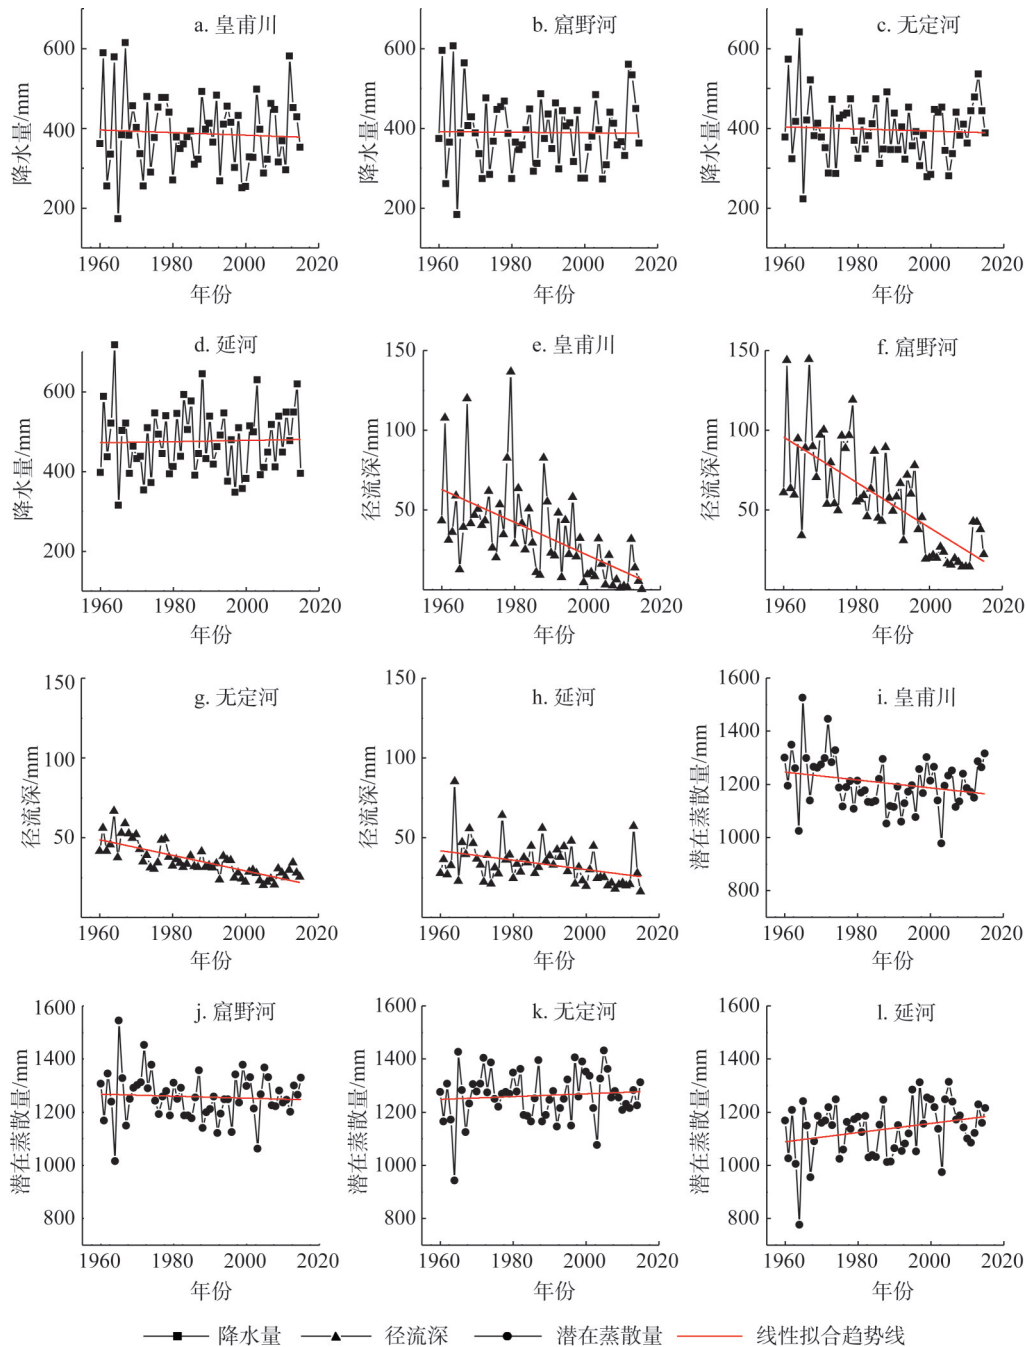 a. 皇甫川
b. 窟野河
c. 无定河
600
400
200
降水量/mm
1960
1980
2000
2020
年份
600
400
200
降水量/mm
1960
1980
2000
2020
年份
600
400
200
降水量/mm
1960
1980
2000
2020
年份
d. 延河
e. 皇甫川
f. 窟野河
600
400
200
降水量/mm
1960
1980
2000
2020
年份
150
100
50
径流深/mm
1960
1980
2000
2020
年份
150
100
50
径流深/mm
1960
1980
2000
2020
年份
g. 无定河
h. 延河
i. 皇甫川
150
100
50
径流深/mm
1960
1980
2000
2020
年份
150
100
50
径流深/mm
1960
1980
2000
2020
年份
1600
1400
1200
1000
800
潜在蒸散量/mm
1960
1980
2000
2020
年份
j. 窟野河
k. 无定河
l. 延河
1600
1400
1200
1000
800
潜在蒸散量/mm
1960
1980
2000
2020
年份
1600
1400
1200
1000
800
潜在蒸散量/mm
1960
1980
2000
2020
年份
1600
1400
1200
1000
800
潜在蒸散量/mm
1960
1980
2000
2020
年份
降水量
径流深
潜在蒸散量
线性拟合趋势线